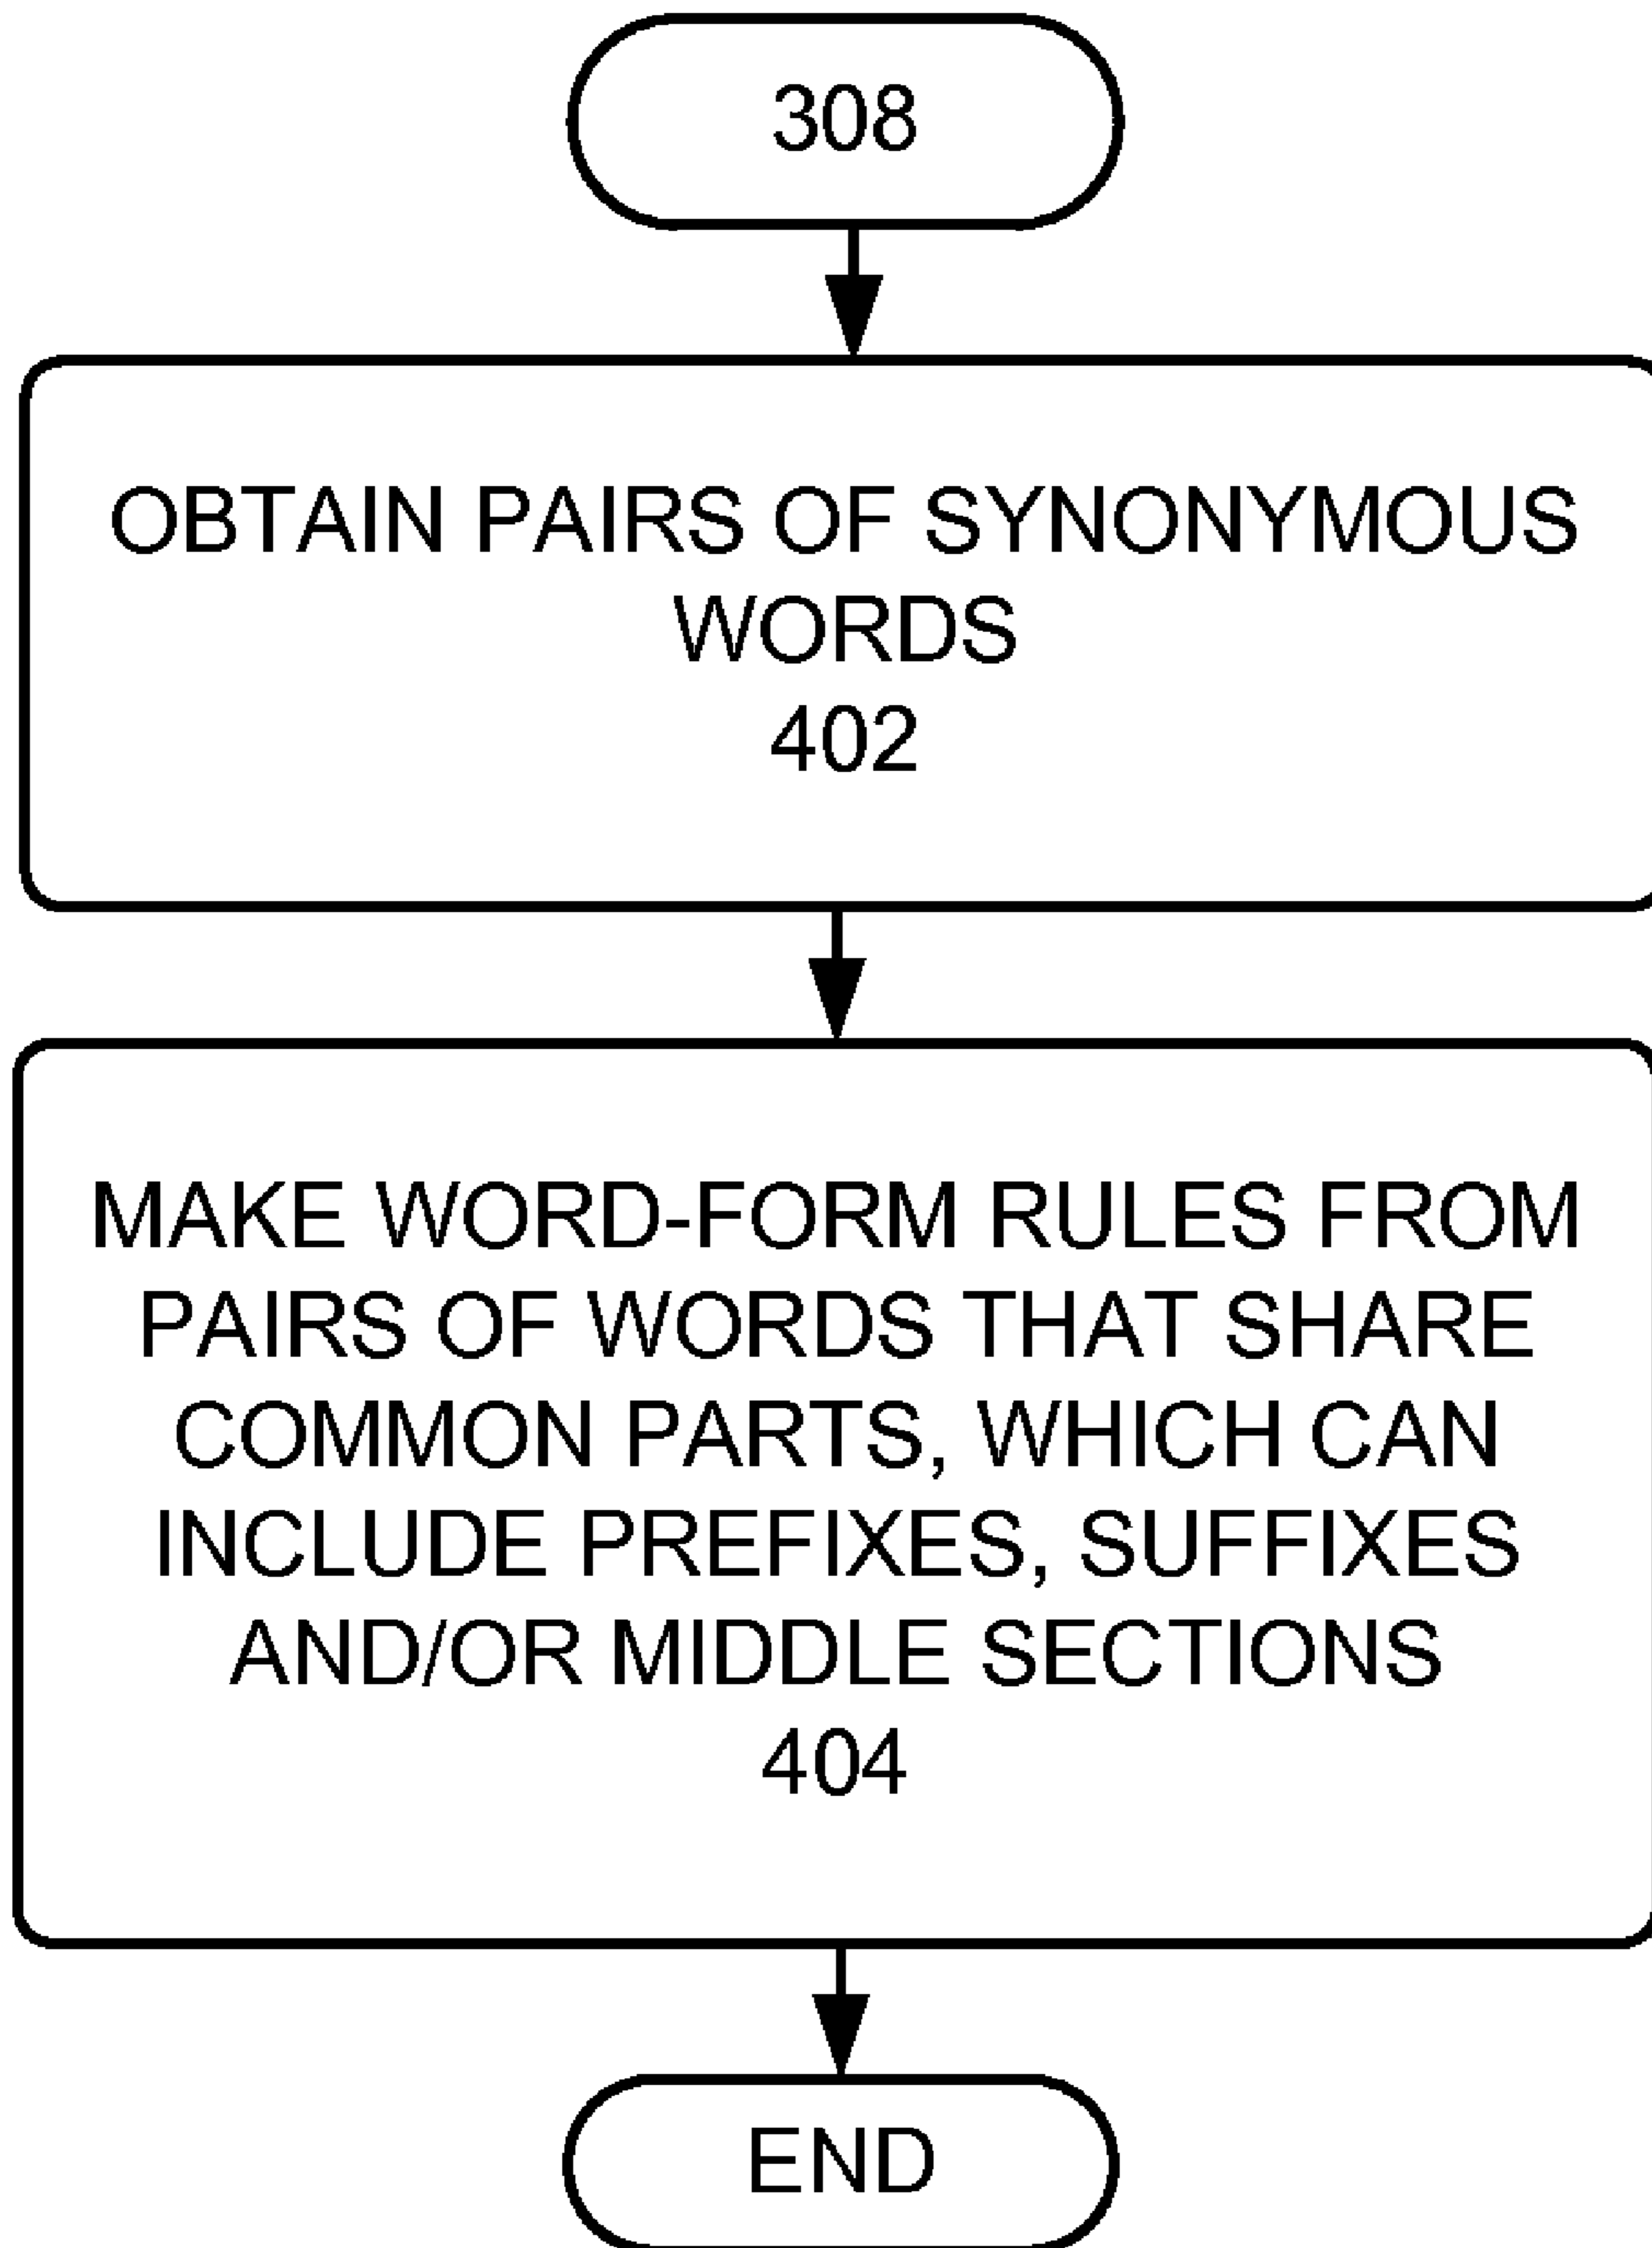 308
OBTAIN PAIRS OF SYNONYMOUS
WORDS
402
MAKE WORD-FORM RULES FROM
PAIRS OF WORDS THAT SHARE
COMMON PARTS, WHICH CAN
INCLUDE PREFIXES, SUFFIXES
AND/OR MIDDLE SECTIONS
404
END